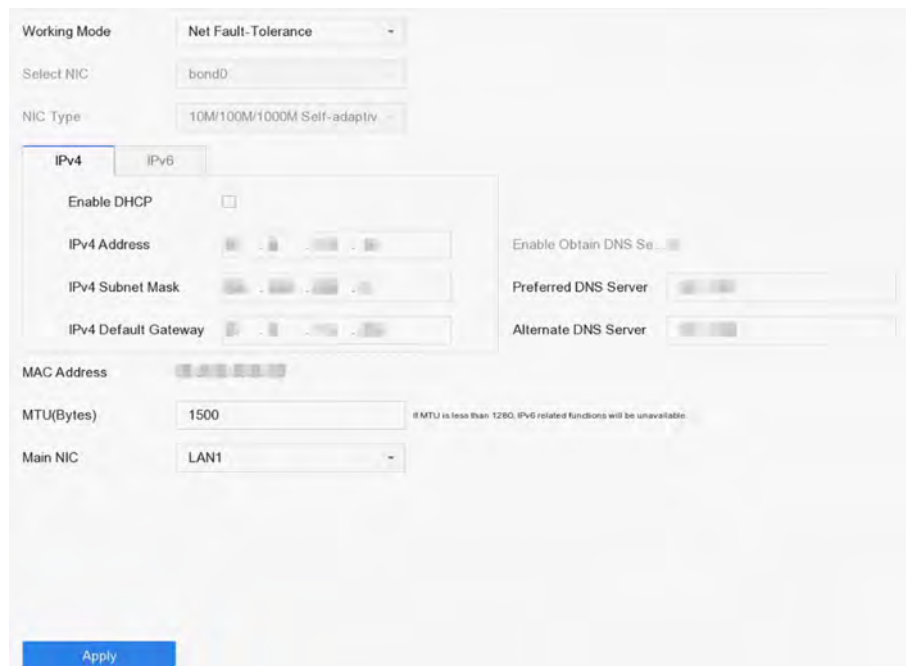 Working Mode Net Fault-Tolerance
Select NIC bond0
NIC Type 10M/100M/1000M Self-adaptiv
IPv4 IPv6
Enable DHCP
IPv4 Address Enable Obtain DNS Se...
IPv4 Subnet Mask Preferred DNS Server
IPv4 Default Gateway Alternate DNS Server
MAC Address
MTU(Bytes) 1500 If MTU is less than 1280, IPv6 related functions will be unavailable.
Main NIC LAN1
Apply